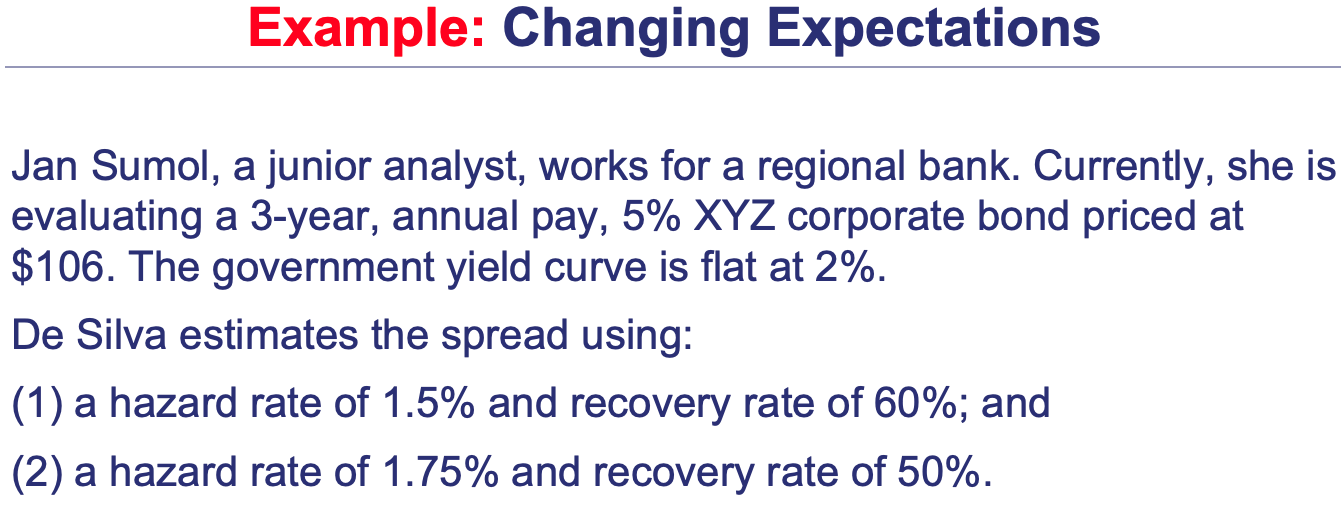 Example: Changing Expectations
Jan Sumol, a junior analyst, works for a regional bank. Currently, she is
evaluating a 3-year, annual pay, 5% XYZ corporate bond priced at
$106. The government yield curve is flat at 2%.
De Silva estimates the spread using:
(1) a hazard rate of 1.5% and recovery rate of 60%; and
(2) a hazard rate of 1.75% and recovery rate of 50%.